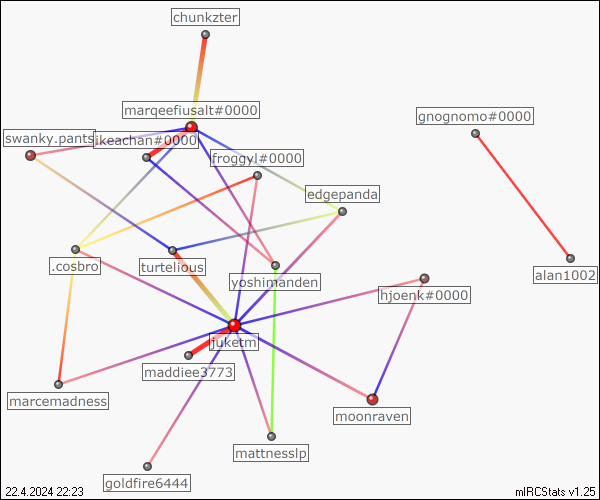 chunkzter
marqeefiusalt#0000
gnognomo#0000
swanky.pants
ikeachan#0000
froggyl#0000
edgepanda
.cosbro
turtelious
yoshimanden
alan1002
hjoenk#0000
juketm
maddiee3773
marcemadness
moonraven
mattnesslp
goldfire6444
22.4.2024 22:23
mIRCStats v1.25